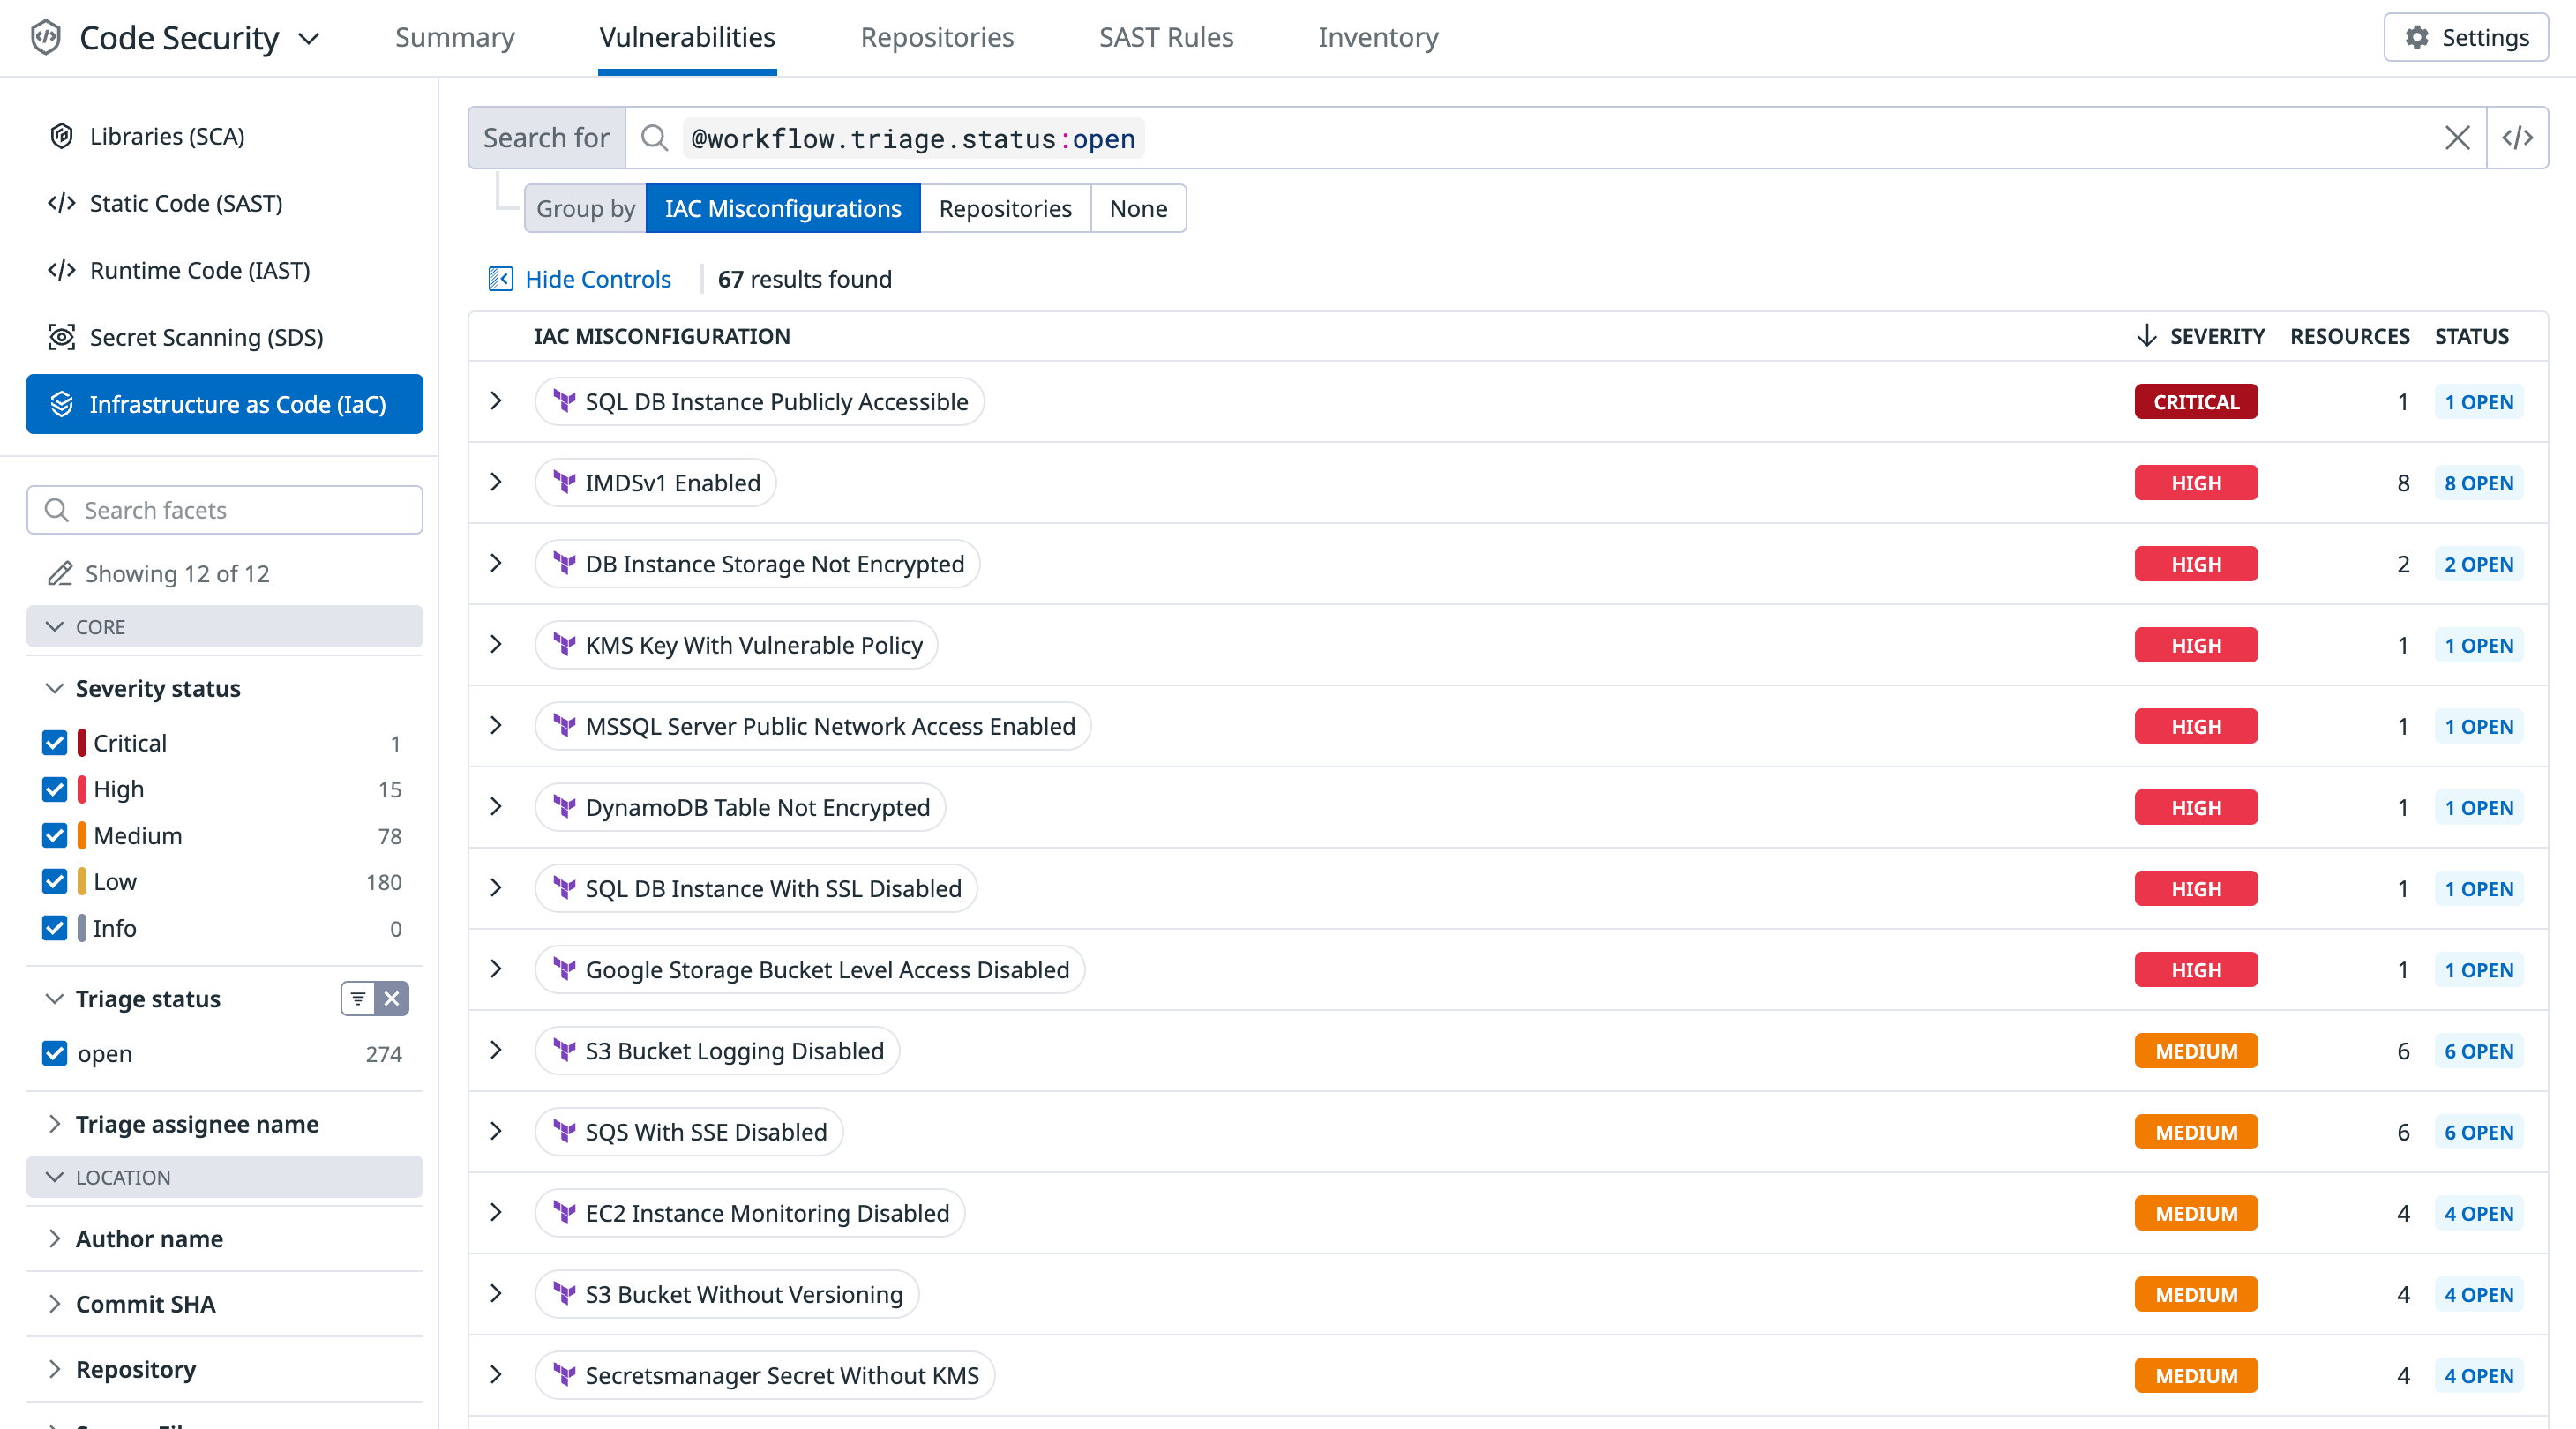 Code Security
Summary
Vulnerabilities
Repositories
SAST Rules
Inventory
Settings
Libraries (SCA)
Static Code (SAST)
Runtime Code (IAST)
Secret Scanning (SDS)
Infrastructure as Code (IaC)
Search facets
Showing 12 of 12
CORE
Severity status
Critical 1
High 15
Medium 78
Low 180
Info 0
Triage status
open 274
Triage assignee name
LOCATION
Author name
Commit SHA
Repository
Search for @workflow.triage.status:open
Group by IAC Misconfigurations Repositories None
Hide Controls 67 results found
IAC MISCONFIGURATION SEVERITY RESOURCES STATUS
SQL DB Instance Publicly Accessible CRITICAL 1 1 OPEN
IMDSv1 Enabled HIGH 8 8 OPEN
DB Instance Storage Not Encrypted HIGH 2 2 OPEN
KMS Key With Vulnerable Policy HIGH 1 1 OPEN
MSSQL Server Public Network Access Enabled HIGH 1 1 OPEN
DynamoDB Table Not Encrypted HIGH 1 1 OPEN
SQL DB Instance With SSL Disabled HIGH 1 1 OPEN
Google Storage Bucket Level Access Disabled HIGH 1 1 OPEN
S3 Bucket Logging Disabled MEDIUM 6 6 OPEN
SQS With SSE Disabled MEDIUM 6 6 OPEN
EC2 Instance Monitoring Disabled MEDIUM 4 4 OPEN
S3 Bucket Without Versioning MEDIUM 4 4 OPEN
Secretsmanager Secret Without KMS MEDIUM 4 4 OPEN